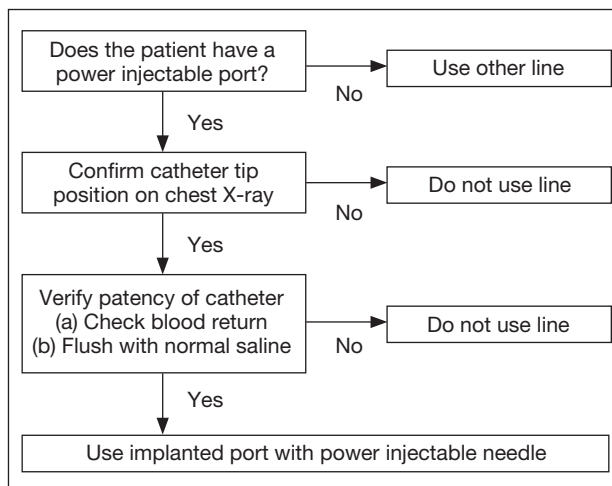 Does the patient have a
power injectable port?
No
Use other line
Yes
Confirm catheter tip
position on chest X-ray
No
Do not use line
Yes
Verify patency of catheter
(a) Check blood return
(b) Flush with normal saline
No
Do not use line
Yes
Use implanted port with power injectable needle